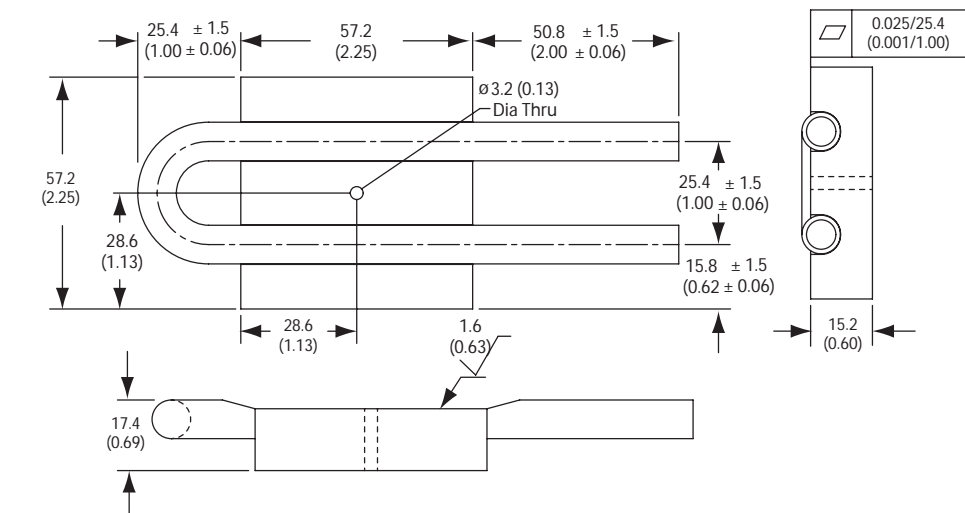 25.4 ± 1.5
(1.00 ± 0.06)
57.2
(2.25)
50.8 ± 1.5
(2.00 ± 0.06)
0.025/25.4
(0.001/1.00)
ø3.2 (0.13)
Dia Thru
57.2
(2.25)
28.6
(1.13)
25.4 ± 1.5
(1.00 ± 0.06)
15.8 ± 1.5
(0.62 ± 0.06)
28.6
(1.13)
1.6
(0.63)
15.2
(0.60)
17.4
(0.69)